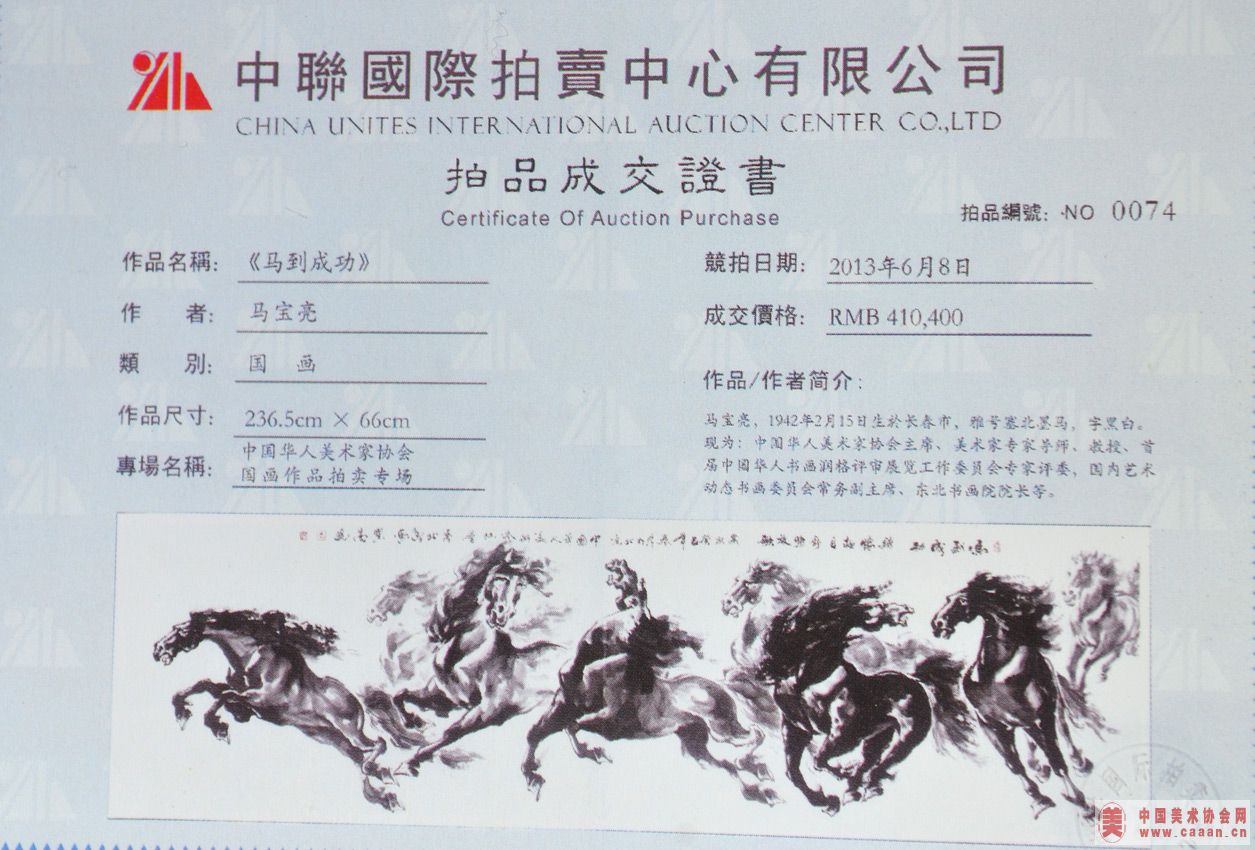 中聯國際拍賣中心有限公司
CHINA UNITES INTERNATIONAL AUCTION CENTER CO.,LTD
拍品成交證書
Certificate Of Auction Purchase
拍品編號: NO 0074
作品名稱: 《马到成功》
作 者: 马宝亮
類 別: 国 画
作品尺寸: 236.5cm × 66cm
專場名稱: 中国华人美术家协会
国画作品拍卖专场
競拍日期: 2013年6月8日
成交價格: RMB 410,400
作品/作者简介:
马宝亮，1942年2月15日生於长春市，雅号塞北墨马，字黑白。
现为：中国华人美术家协会主席、美术家专家导师、教授、首
届中国华人书画润格评审展览工作委员会专家评委，国内艺术
动态书画委员会常务副主席、东北书画院院长等。
美
中国美术协会网
www.caaan.cn